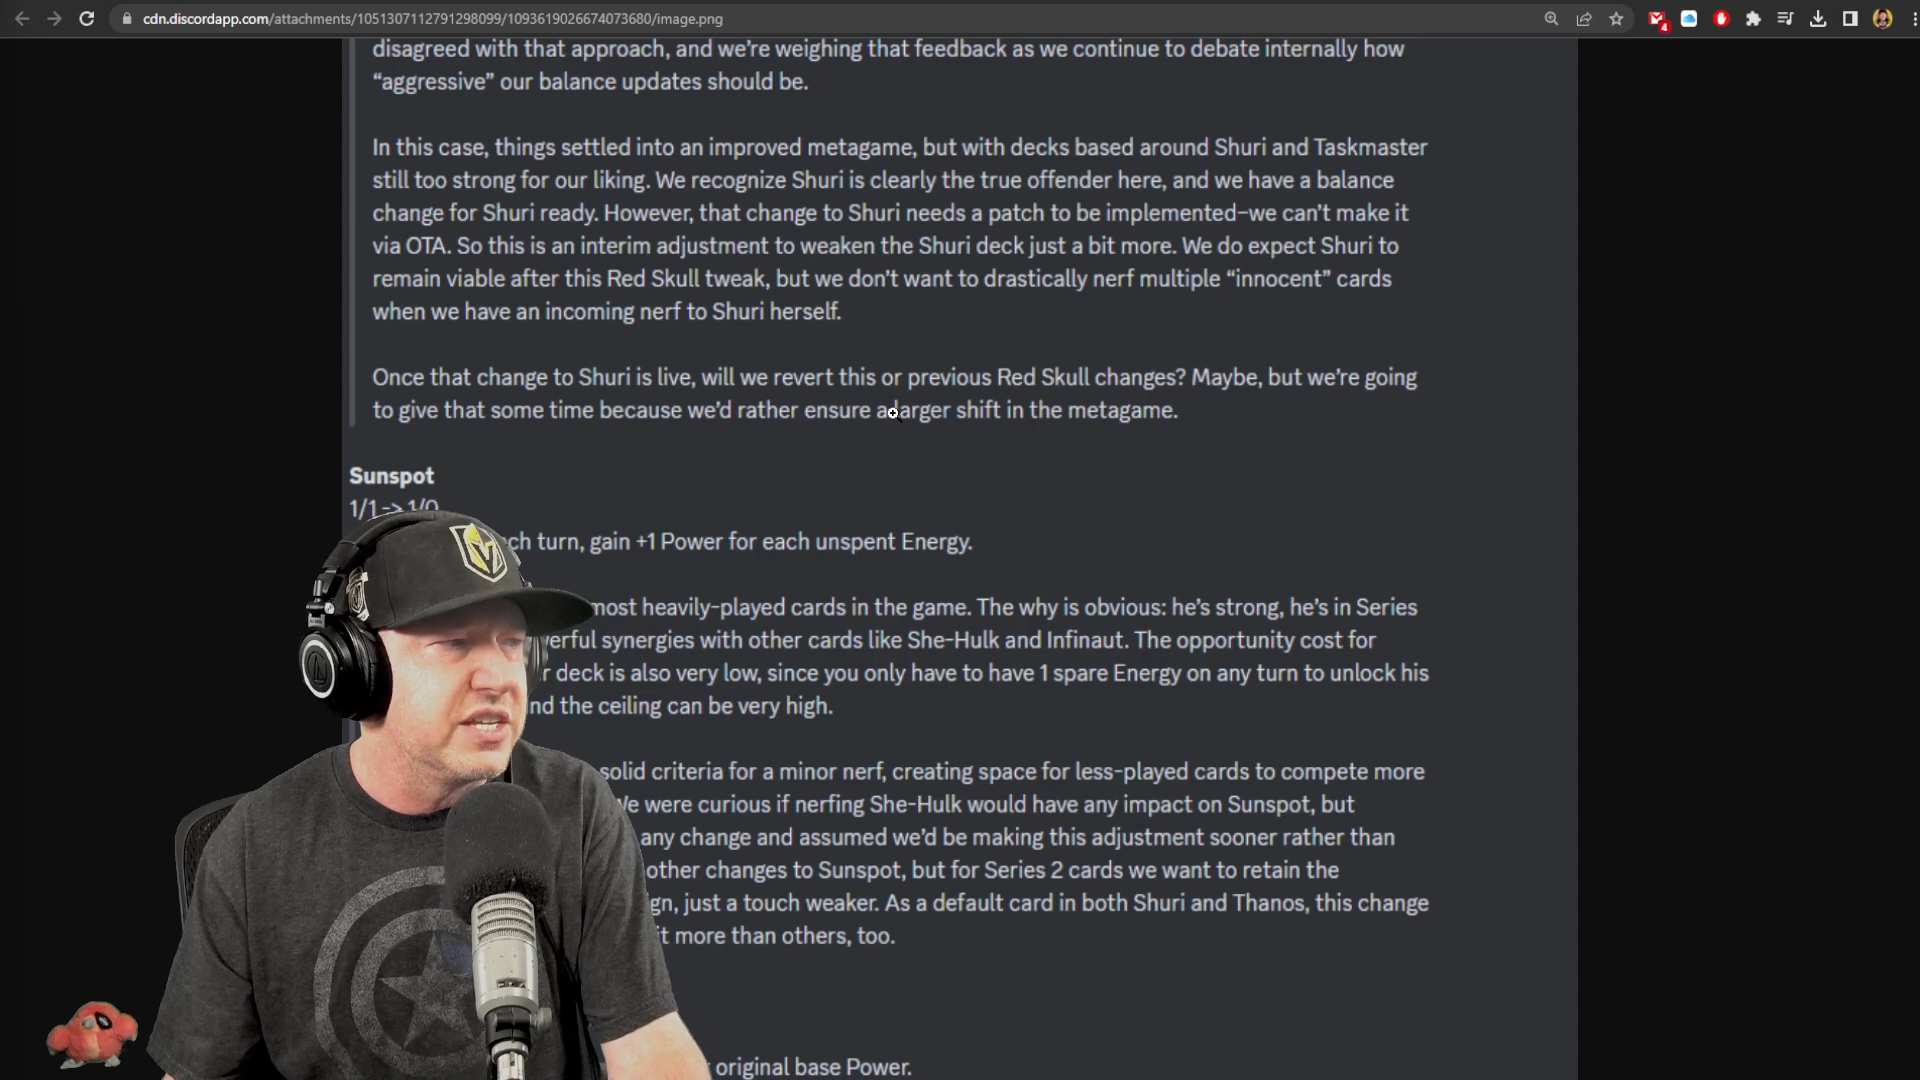 cdn.discordapp.com/attachments/1051307112791298099/1093619026674073680/image.png
4
disagreed with that approach, and we're weighing that feedback as we continue to debate internally how
“aggressive” our balance updates should be.
In this case, things settled into an improved metagame, but with decks based around Shuri and Taskmaster
still too strong for our liking. We recognize Shuri is clearly the true offender here, and we have a balance
change for Shuri ready. However, that change to Shuri needs a patch to be implemented–we can't make it
via OTA. So this is an interim adjustment to weaken the Shuri deck just a bit more. We do expect Shuri to
remain viable after this Red Skull tweak, but we don't want to drastically nerf multiple “innocent” cards
when we have an incoming nerf to Shuri herself.
Once that change to Shuri is live, will we revert this or previous Red Skull changes? Maybe, but we're going
to give that some time because we'd rather ensure a larger shift in the metagame.
Sunspot
1/1 -> 1/0
ch turn, gain +1 Power for each unspent Energy.
most heavily-played cards in the game. The why is obvious: he's strong, he's in Series
erful synergies with other cards like She-Hulk and Infinaut. The opportunity cost for
r deck is also very low, since you only have to have 1 spare Energy on any turn to unlock his
nd the ceiling can be very high.
solid criteria for a minor nerf, creating space for less-played cards to compete more
We were curious if nerfing She-Hulk would have any impact on Sunspot, but
any change and assumed we'd be making this adjustment sooner rather than
other changes to Sunspot, but for Series 2 cards we want to retain the
gn, just a touch weaker. As a default card in both Shuri and Thanos, this change
it more than others, too.
original base Power.